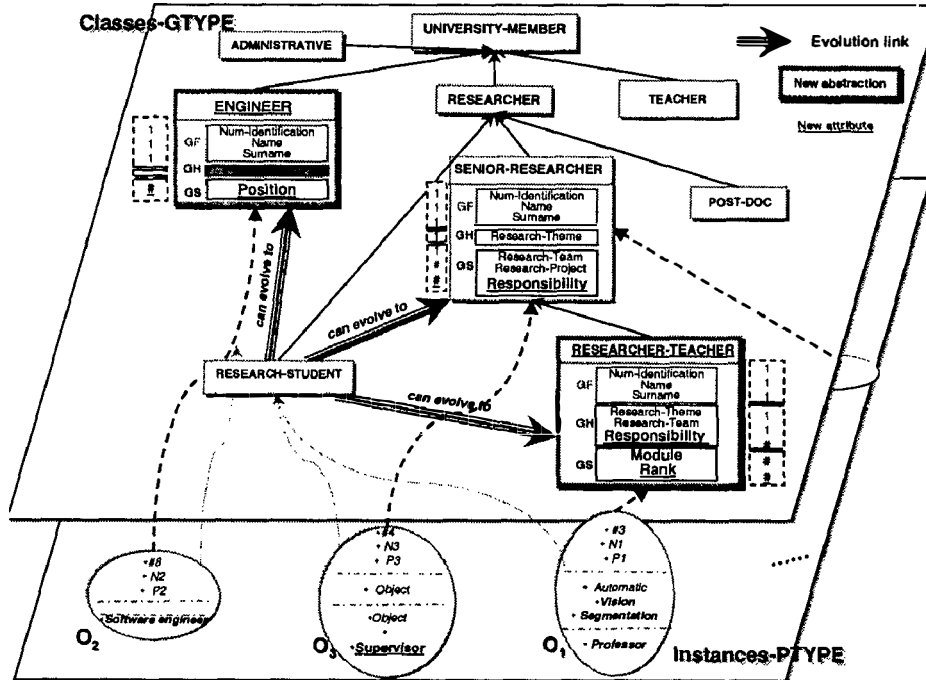 Classes-GTYPE
UNIVERSITY-MEMBER
ADMINISTRATIVE
Evolution link
ENGINEER
RESEARCHER
TEACHER
New abstraction
New attribute
1
1
1
#
GF
Num-Identification
Name
Surname
GH
GS
Position
SENIOR-RESEARCHER
POST-DOC
1
1
1
1
#
#
GF
Num-Identification
Name
Surname
GH
Research-Theme
GS
Research-Team
Research-Project
Responsibility
can evolve to
can evolve to
can evolve to
RESEARCH-STUDENT
RESEARCHER-TEACHER
GF
Num-Identification
Name
Surname
GH
Research-Theme
Research-Team
Responsibility
GS
Module
Rank
1
1
1
1
1
#
#
#
#8
N2
P2
Software engineer
O2
#4
N3
P3
Object
Object
Supervisor
O3
#3
N1
P1
Automatic
Vision
Segmentation
Professor
O1
Instances-PTYPE